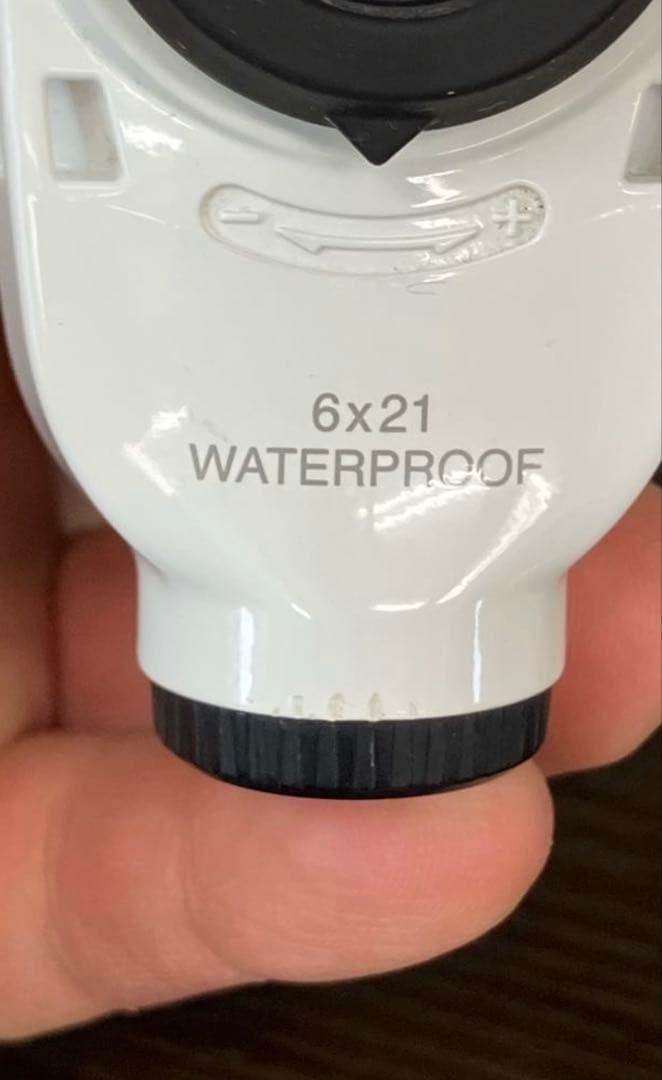 - +
6x21
WATERPROOF